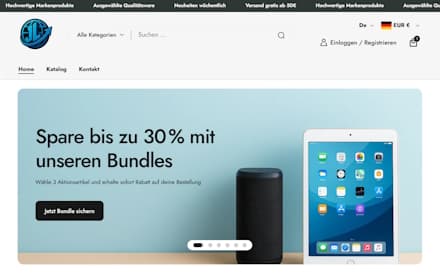 Hochwertige Markenprodukte Ausgewählte Qualitätsware Neuheiten wöchentlich Versand gratis ab 50€ Hochwertige Markenprodukte Ausgewählte Qu
Alle Kategorien Suchen ...
De EUR €
Einloggen / Registrieren 0
Home Katalog Kontakt
Spare bis zu 30 % mit
unseren Bundles
Wähle 3 Aktionsartikel und erhalte sofort Rabatt auf deine Bestellung
Jetzt Bundle sichern